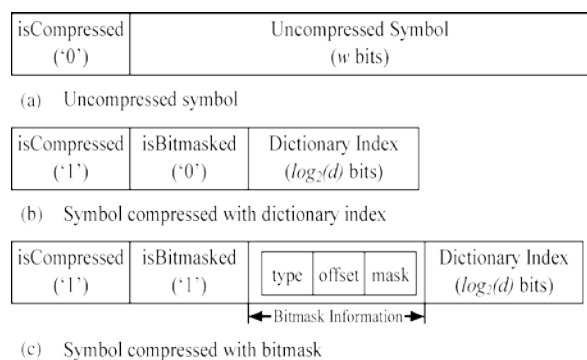 isCompressed Uncompressed Symbol
(‘0’) (w bits)
(a) Uncompressed symbol
isCompressed isBitmasked Dictionary Index
(‘1’) (‘0’) (log₂(d) bits)
(b) Symbol compressed with dictionary index
isCompressed isBitmasked Dictionary Index
(‘1’) (‘1’) type offset mask (log₂(d) bits)
Bitmask Information
(c) Symbol compressed with bitmask